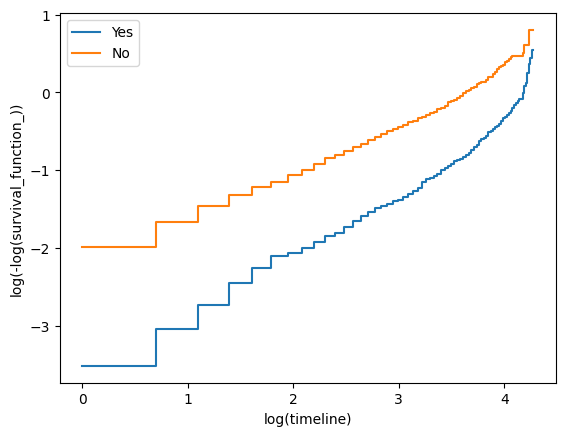 Yes
No
1
0
−1
−2
−3
log(-log(survival_function_))
0
1
2
3
4
log(timeline)